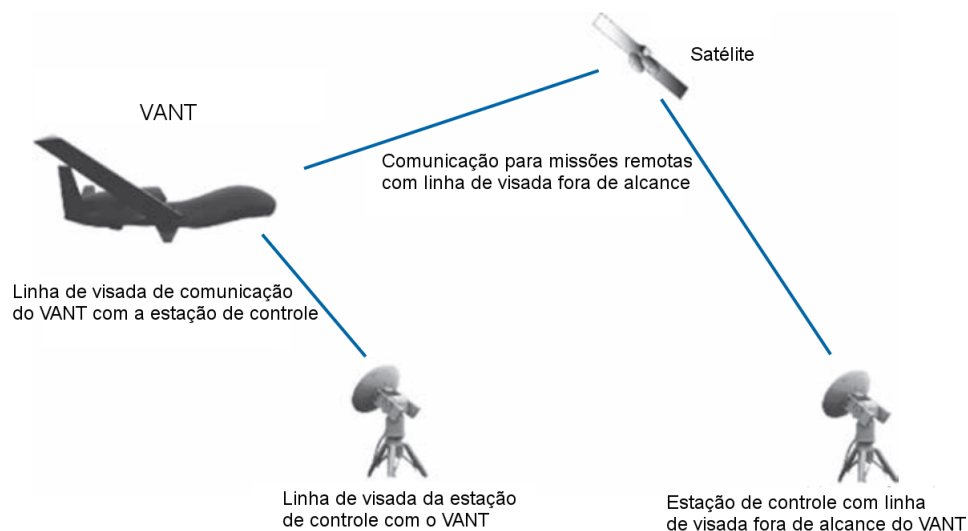 Satélite
VANT
Comunicação para missões remotas
com linha de visada fora de alcance
Linha de visada de comunicação
do VANT com a estação de controle
Linha de visada da estação
de controle com o VANT
Estação de controle com linha
de visada fora de alcance do VANT